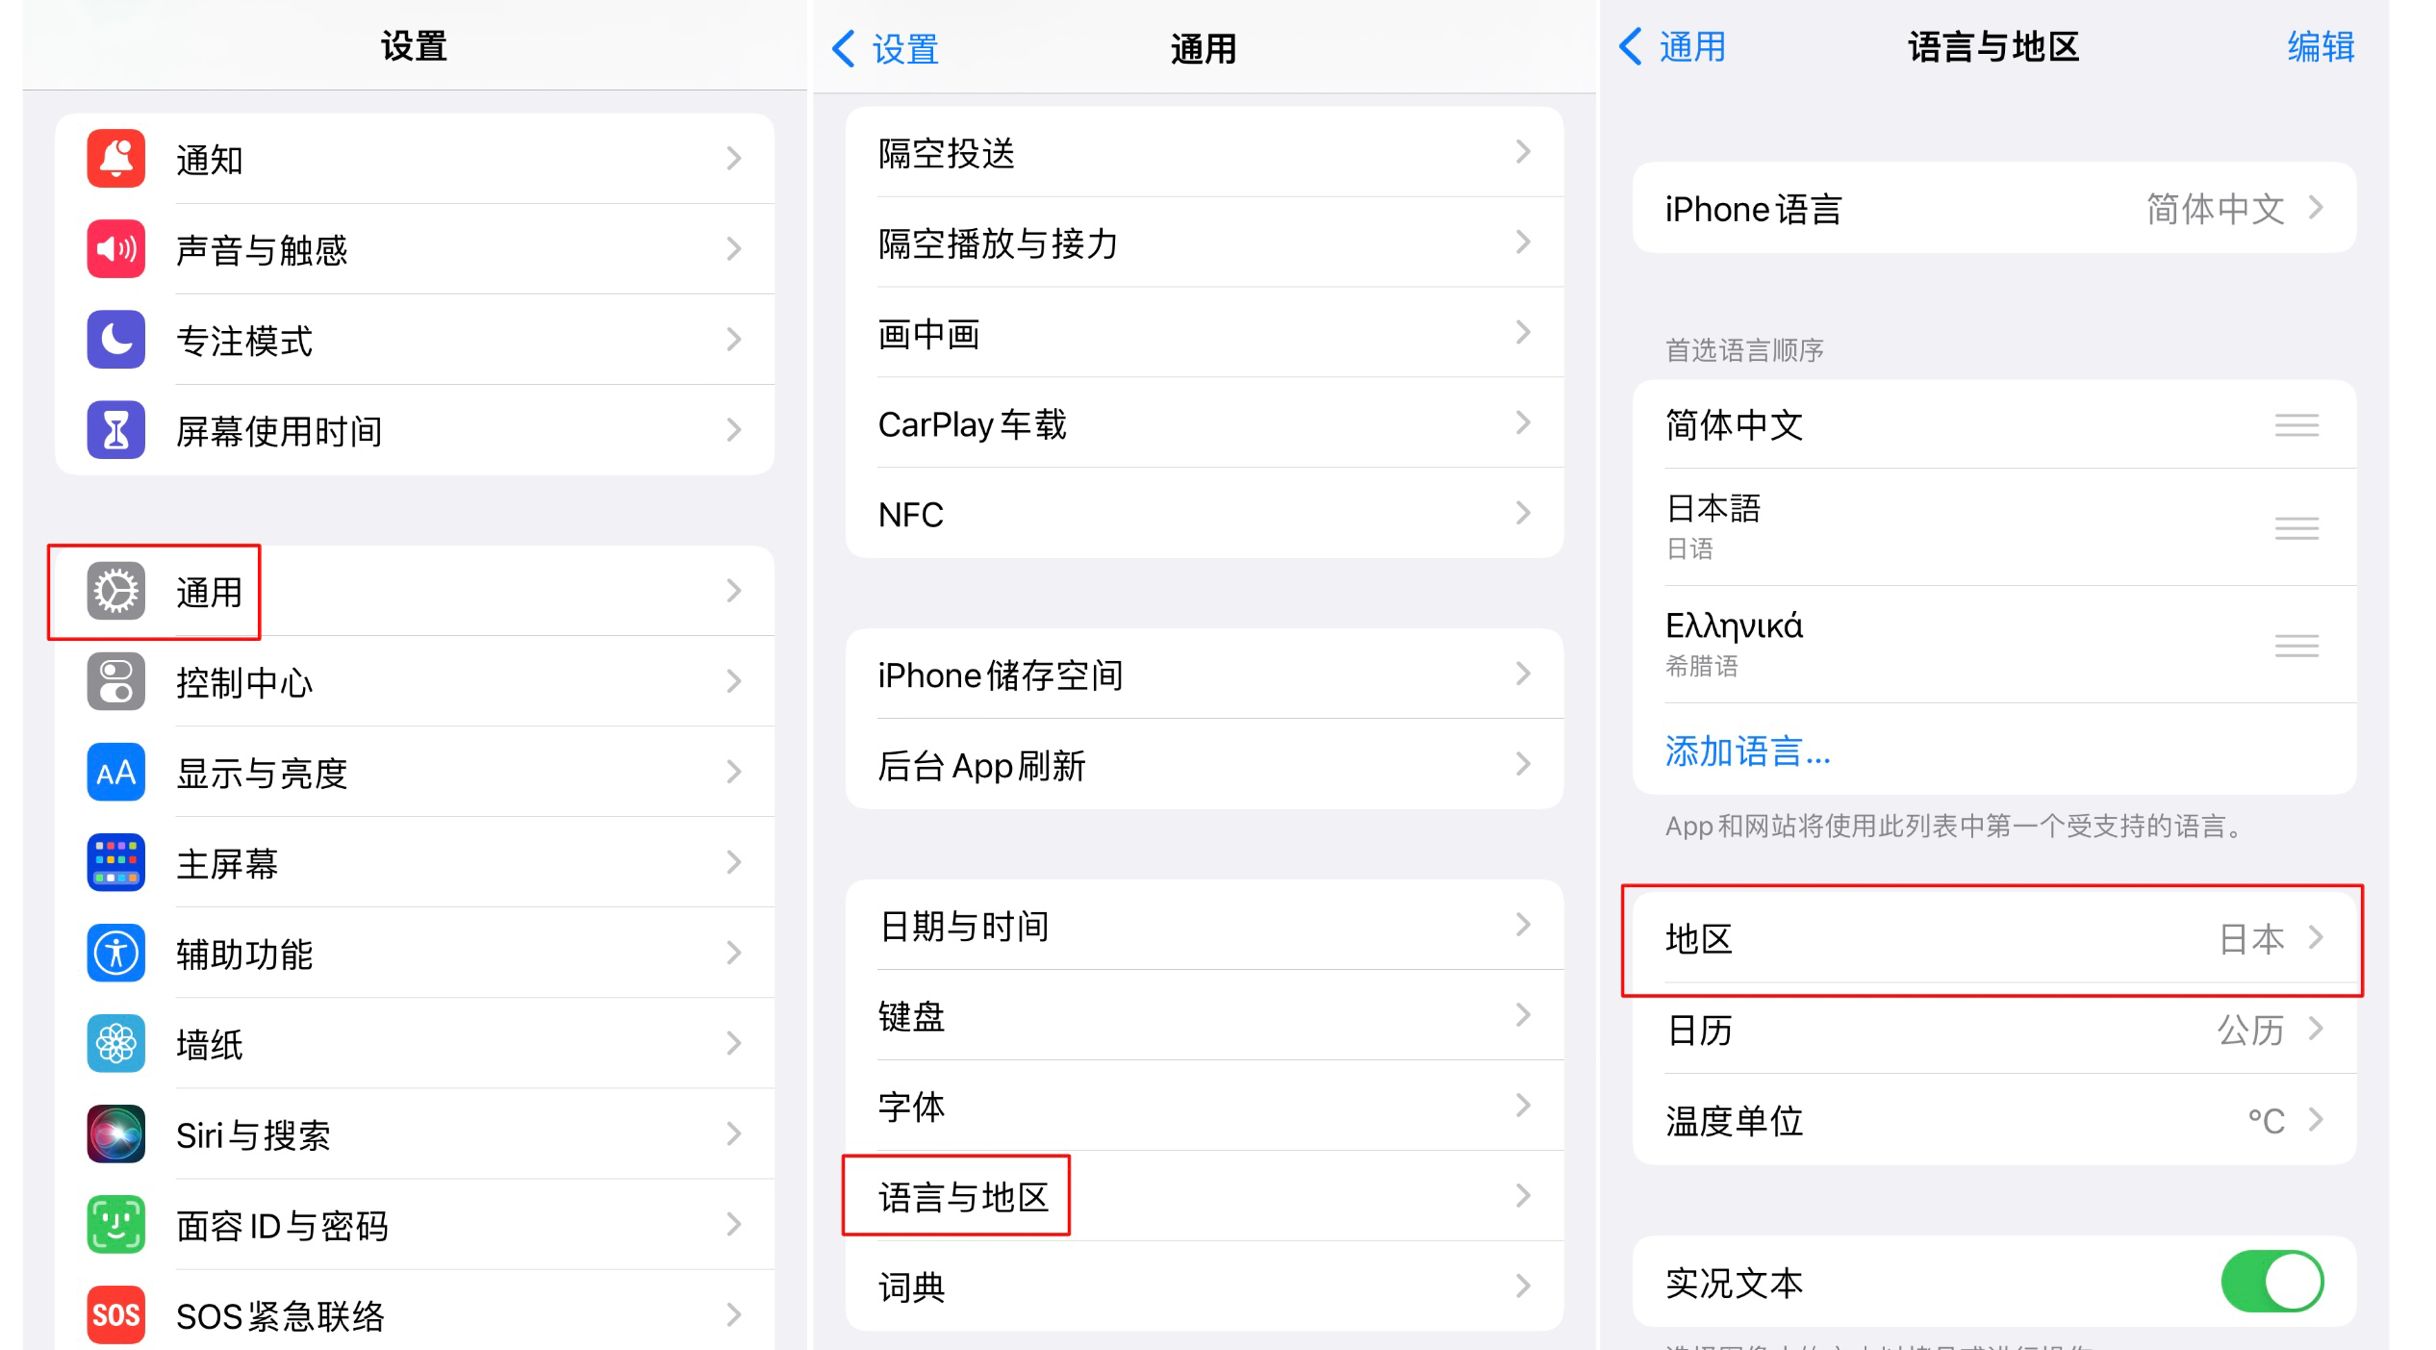 设置
通知
声音与触感
专注模式
屏幕使用时间
通用
控制中心
AA
显示与亮度
主屏幕
辅助功能
墙纸
Siri与搜索
面容ID与密码
SOS
SOS紧急联络
设置
通用
隔空投送
隔空播放与接力
画中画
CarPlay车载
NFC
iPhone储存空间
后台App刷新
日期与时间
键盘
字体
语言与地区
词典
通用
语言与地区
编辑
iPhone语言 简体中文
首选语言顺序
简体中文
日本語
日语
Ελληνικά
希腊语
添加语言...
App和网站将使用此列表中第一个受支持的语言。
地区 日本
日历 公历
温度单位 °C
实况文本